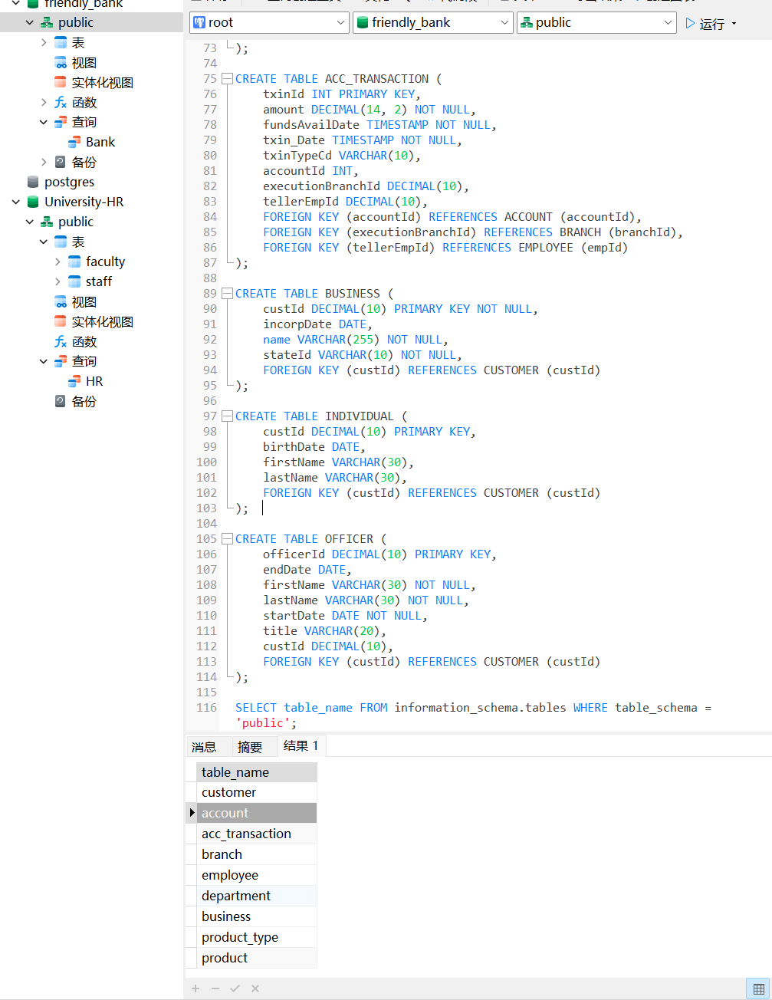 friendly_bank
public
表
视图
实体化视图
函数
查询
Bank
备份
postgres
University-HR
public
表
faculty
staff
视图
实体化视图
函数
查询
HR
备份
root
friendly_bank
public
运行
73 );
74
75 CREATE TABLE ACC_TRANSACTION (
76 txinId INT PRIMARY KEY,
77 amount DECIMAL(14, 2) NOT NULL,
78 fundsAvailDate TIMESTAMP NOT NULL,
79 txin_Date TIMESTAMP NOT NULL,
80 txinTypeCd VARCHAR(10),
81 accountId INT,
82 executionBranchId DECIMAL(10),
83 tellerEmpId DECIMAL(10),
84 FOREIGN KEY (accountId) REFERENCES ACCOUNT (accountId),
85 FOREIGN KEY (executionBranchId) REFERENCES BRANCH (branchId),
86 FOREIGN KEY (tellerEmpId) REFERENCES EMPLOYEE (empId)
87 );
88
89 CREATE TABLE BUSINESS (
90 custId DECIMAL(10) PRIMARY KEY NOT NULL,
91 incorpDate DATE,
92 name VARCHAR(255) NOT NULL,
93 stateId VARCHAR(10) NOT NULL,
94 FOREIGN KEY (custId) REFERENCES CUSTOMER (custId)
95 );
96
97 CREATE TABLE INDIVIDUAL (
98 custId DECIMAL(10) PRIMARY KEY,
99 birthDate DATE,
100 firstName VARCHAR(30),
101 lastName VARCHAR(30),
102 FOREIGN KEY (custId) REFERENCES CUSTOMER (custId)
103 );
104
105 CREATE TABLE OFFICER (
106 officerId DECIMAL(10) PRIMARY KEY,
107 endDate DATE,
108 firstName VARCHAR(30) NOT NULL,
109 lastName VARCHAR(30) NOT NULL,
110 startDate DATE NOT NULL,
111 title VARCHAR(20),
112 custId DECIMAL(10),
113 FOREIGN KEY (custId) REFERENCES CUSTOMER (custId)
114 );
115
116 SELECT table_name FROM information_schema.tables WHERE table_schema =
'public';
消息 摘要 结果 1
table_name
customer
account
acc_transaction
branch
employee
department
business
product_type
product